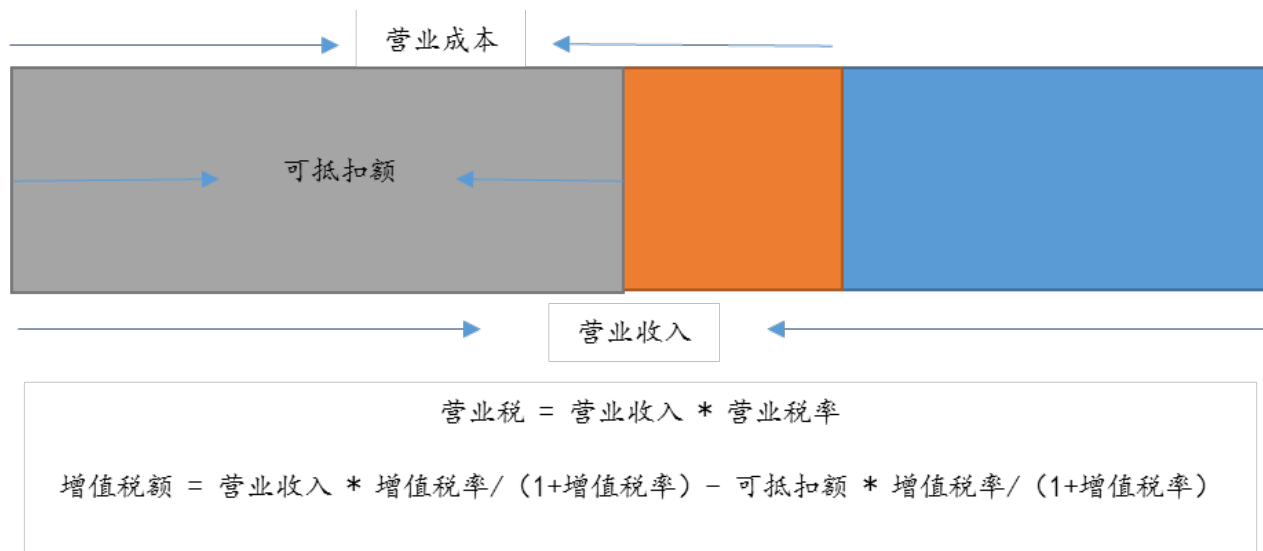 营业成本
可抵扣额
营业收入
营业税 = 营业收入 * 营业税率
增值税额 = 营业收入 * 增值税率/（1+增值税率）- 可抵扣额 * 增值税率/（1+增值税率）